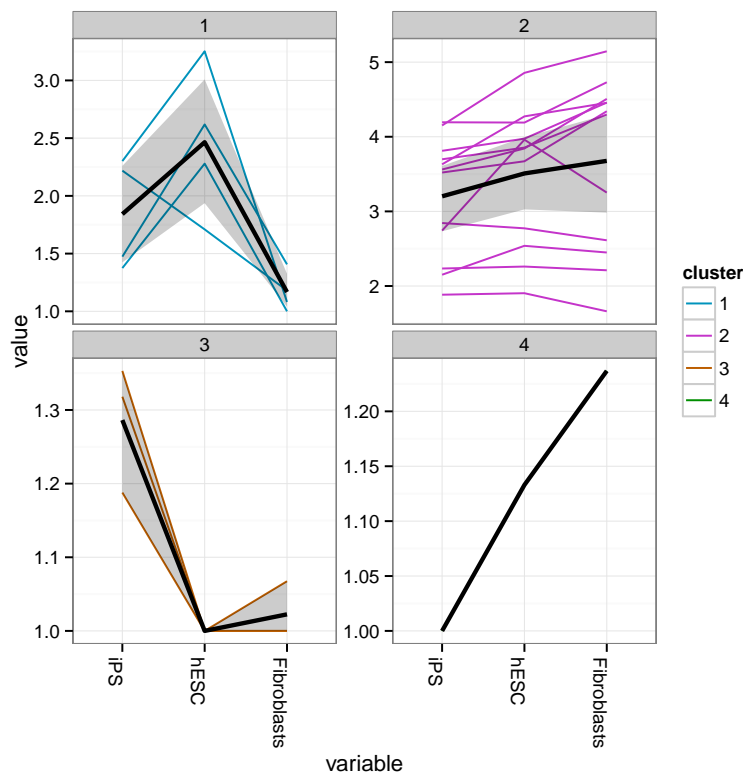 1
2
3.0
2.5
2.0
1.5
1.0
5
4
3
2
value
3
4
1.3
1.2
1.1
1.0
1.20
1.15
1.10
1.05
1.00
iPS
hESC
Fibroblasts
iPS
hESC
Fibroblasts
variable
cluster
1
2
3
4